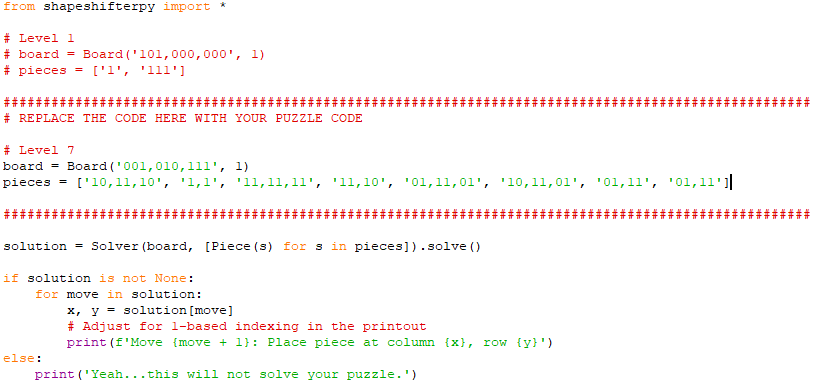 from shapeshifterpy import *
# Level 1
# board = Board('101,000,000', 1)
# pieces = ['1', '111']
#####################################################################################################
# REPLACE THE CODE HERE WITH YOUR PUZZLE CODE
# Level 7
board = Board('001,010,111', 1)
pieces = ['10,11,10', '1,1', '11,11,11', '11,10', '01,11,01', '10,11,01', '01,11', '01,11']
#####################################################################################################
solution = Solver(board, [Piece(s) for s in pieces]).solve()
if solution is not None:
    for move in solution:
        x, y = solution[move]
        # Adjust for 1-based indexing in the printout
        print(f'Move {move + 1}: Place piece at column {x}, row {y}')
else:
    print('Yeah...this will not solve your puzzle.')